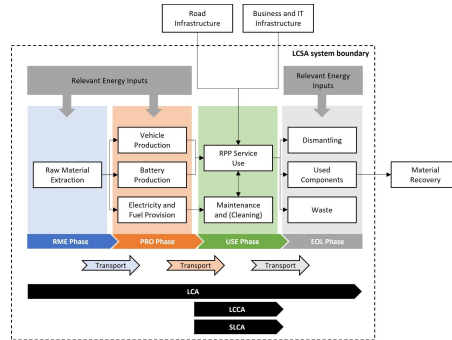 Road
Infrastructure
Business and IT
Infrastructure
LCSA system boundary
Relevant Energy Inputs
Relevant Energy
Inputs
Vehicle
Production
Dismantling
RPP Service
Use
Raw Material
Extraction
Battery
Production
Used
Components
Material
Recovery
Electricity and
Fuel Provision
Maintenance
and (Cleaning)
Waste
RME Phase
PRO Phase
USE Phase
EOL Phase
Transport
Transport
Transport
LCA
LCCA
SLCA